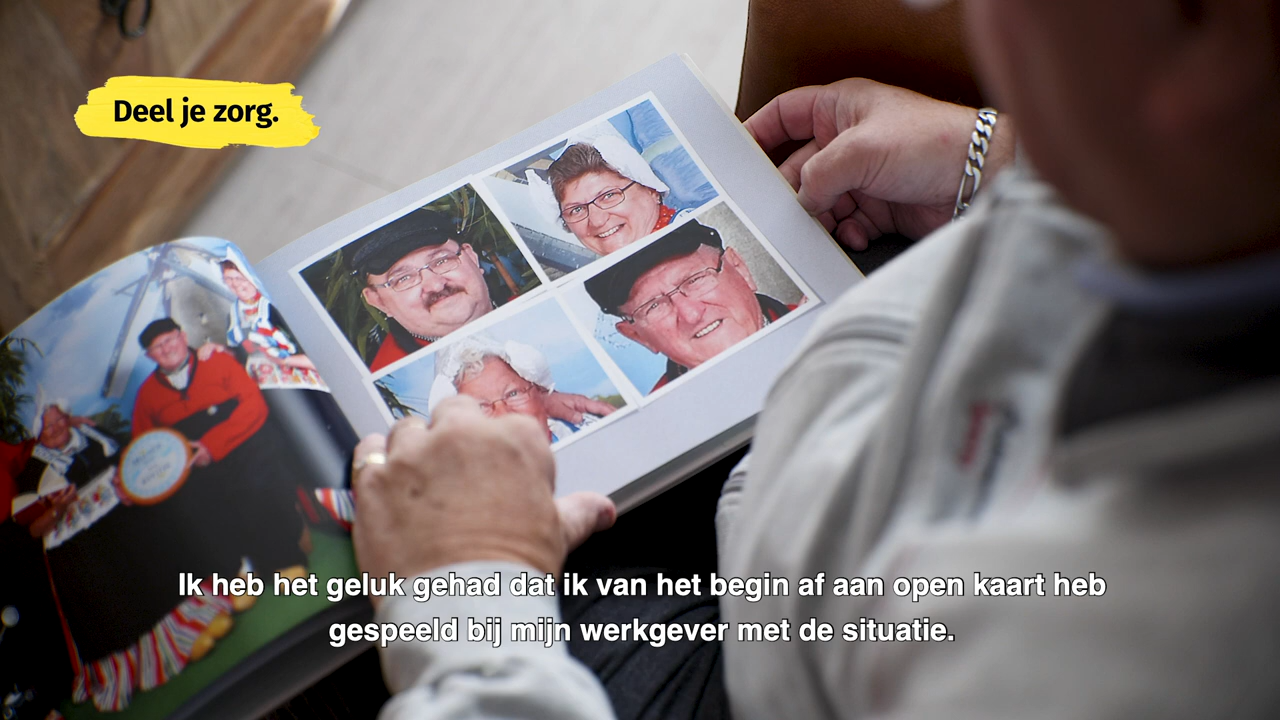 Deel je zorg.
Ik heb het geluk gehad dat ik van het begin af aan open kaart heb
gespeeld bij mijn werkgever met de situatie.